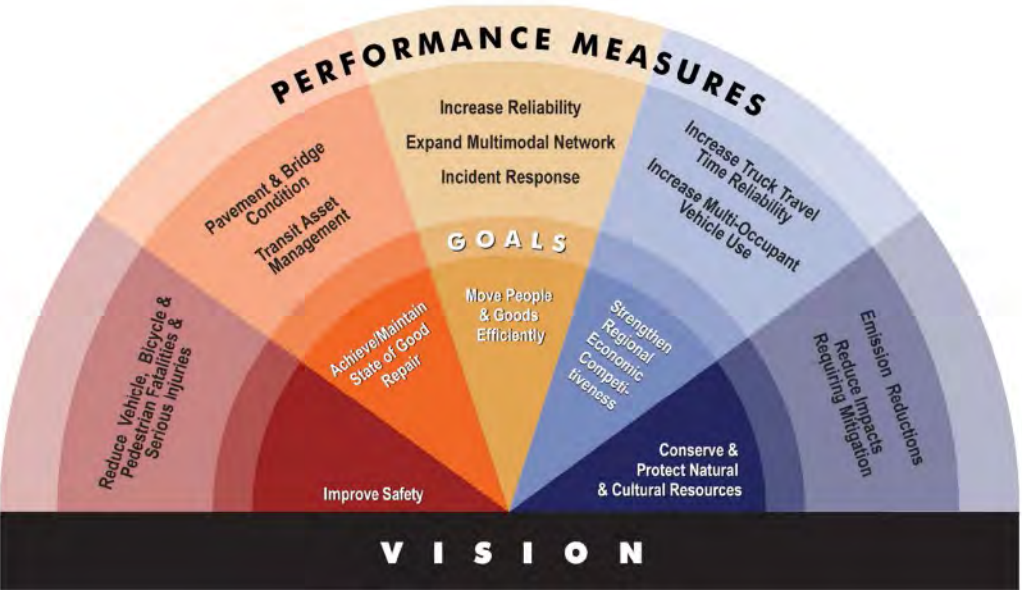 PERFORMANCE MEASURES
Reduce Vehicle, Bicycle &
Pedestrian Fatalities &
Serious Injuries
Pavement & Bridge
Condition
Transit Asset
Management
Increase Reliability
Expand Multimodal Network
Incident Response
Increase Truck Travel
Time Reliability
Increase Multi-Occupant
Vehicle Use
Emission Reductions
Reduce Impacts
Requiring Mitigation
GOALS
Improve Safety
Achieve/Maintain
State of Good
Repair
Move People
& Goods
Efficiently
Strengthen
Regional
Economic
Competi-
tiveness
Conserve &
Protect Natural
& Cultural Resources
VISION